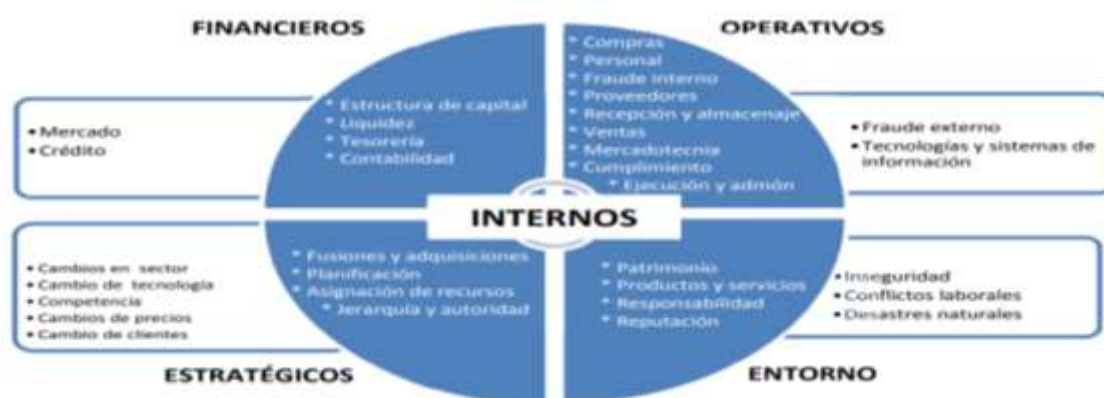 FINANCIEROS
• Mercado
• Crédito
* Estructura de capital
* Liquidez
* Tesorería
* Contabilidad
OPERATIVOS
* Compras
* Personal
* Fraude interno
* Proveedores
* Recepción y almacenaje
* Ventas
* Mercadotecnia
* Cumplimiento
* Ejecución y admón
• Fraude externo
• Tecnologías y sistemas de
información
INTERNOS
• Cambios en sector
• Cambio de tecnología
• Competencia
• Cambios de precios
• Cambio de clientes
* Fusiones y adquisiciones
* Planificación
* Asignación de recursos
* Jerarquía y autoridad
ESTRATÉGICOS
* Patrimonio
* Productos y servicios
* Responsabilidad
* Reputación
• Inseguridad
• Conflictos laborales
• Desastres naturales
ENTORNO